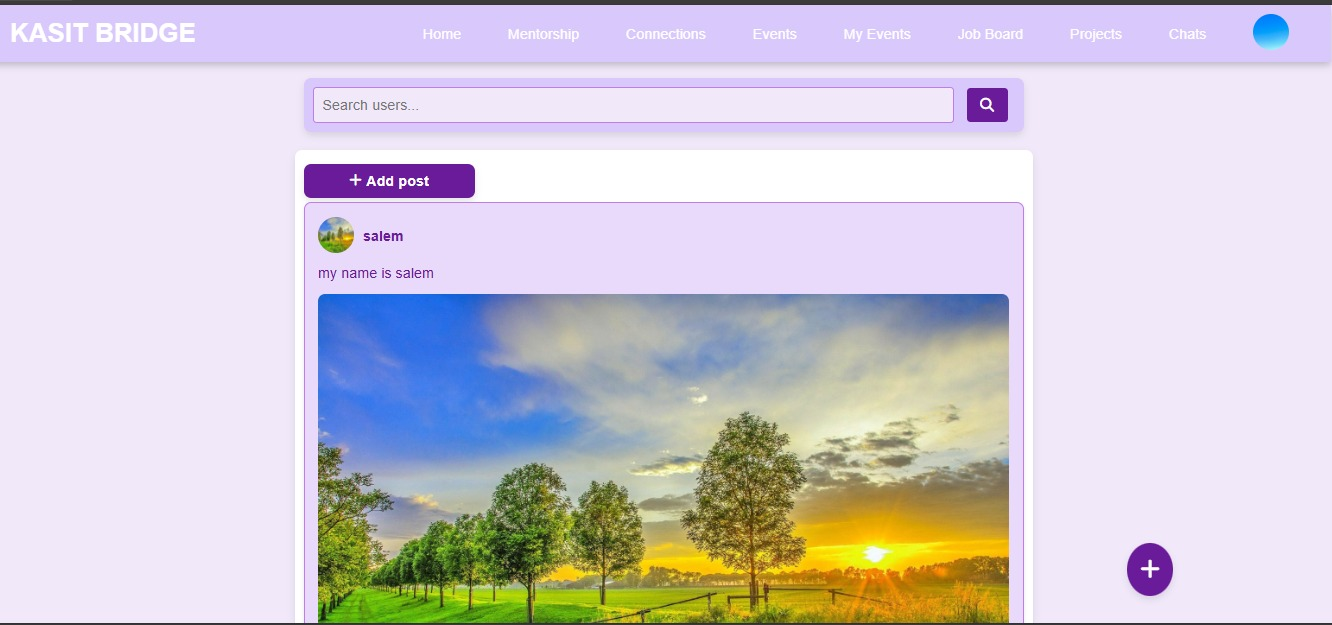 KASIT BRIDGE
Home Mentorship Connections Events My Events Job Board Projects Chats
Search users...
+ Add post
salem
my name is salem